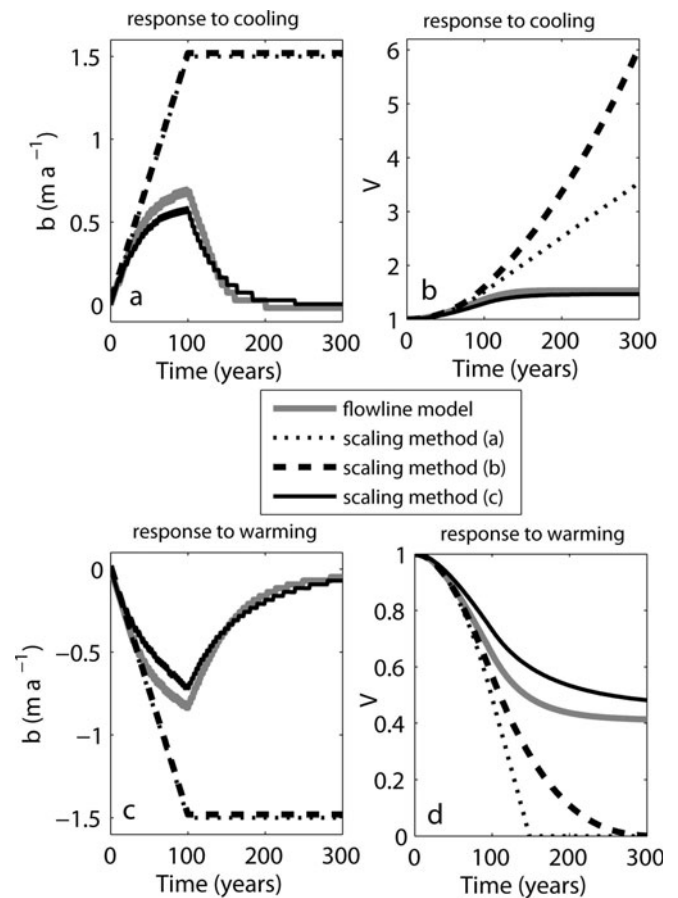 response to cooling
response to cooling
1.5
1
0.5
0
b (m a⁻¹)
a
0 100 200 300
Time (years)
6
5
4
3
2
1
V
b
0 100 200 300
Time (years)
flowline model
scaling method (a)
scaling method (b)
scaling method (c)
response to warming
response to warming
0
−0.5
−1
−1.5
b (m a⁻¹)
c
0 100 200 300
Time (years)
1
0.8
0.6
0.4
0.2
0
V
d
0 100 200 300
Time (years)